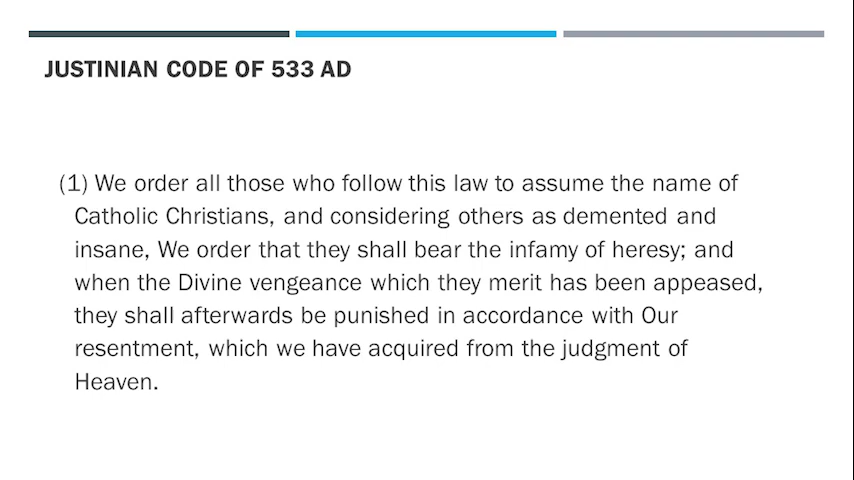 JUSTINIAN CODE OF 533 AD
(1) We order all those who follow this law to assume the name of
Catholic Christians, and considering others as demented and
insane, We order that they shall bear the infamy of heresy; and
when the Divine vengeance which they merit has been appeased,
they shall afterwards be punished in accordance with Our
resentment, which we have acquired from the judgment of
Heaven.